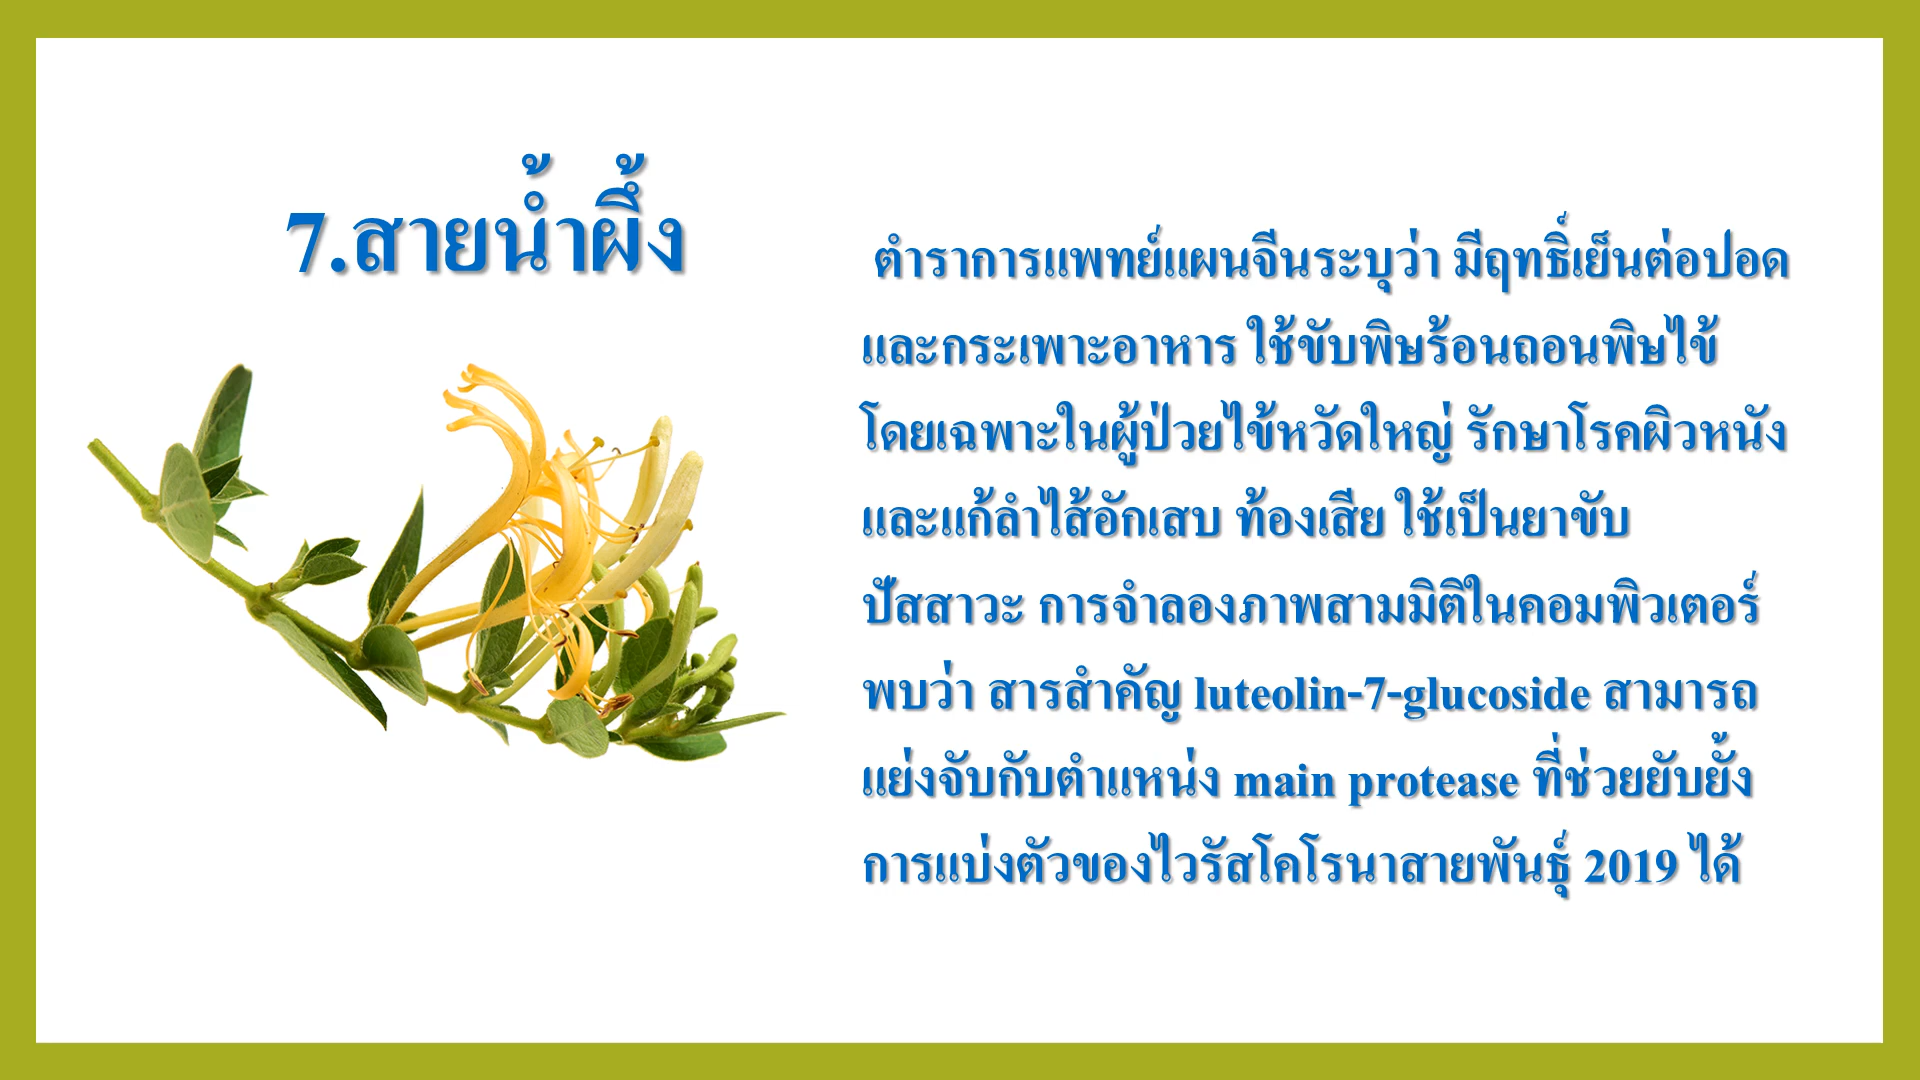 7.สายน้ำผึ้ง
ตำราการแพทย์แผนจีนระบุว่า มีฤทธิ์เย็นต่อปอด
และกระเพาะอาหาร ใช้ขับพิษร้อนถอนพิษไข้
โดยเฉพาะในผู้ป่วยไข้หวัดใหญ่ รักษาโรคผิวหนัง
และแก้ลำไส้อักเสบ ท้องเสีย ใช้เป็นยาขับ
ปัสสาวะ การจำลองภาพสามมิติในคอมพิวเตอร์
พบว่า สารสำคัญ luteolin-7-glucoside สามารถ
แย่งจับกับตำแหน่ง main protease ที่ช่วยยับยั้ง
การแบ่งตัวของไวรัสโคโรนาสายพันธุ์ 2019 ได้